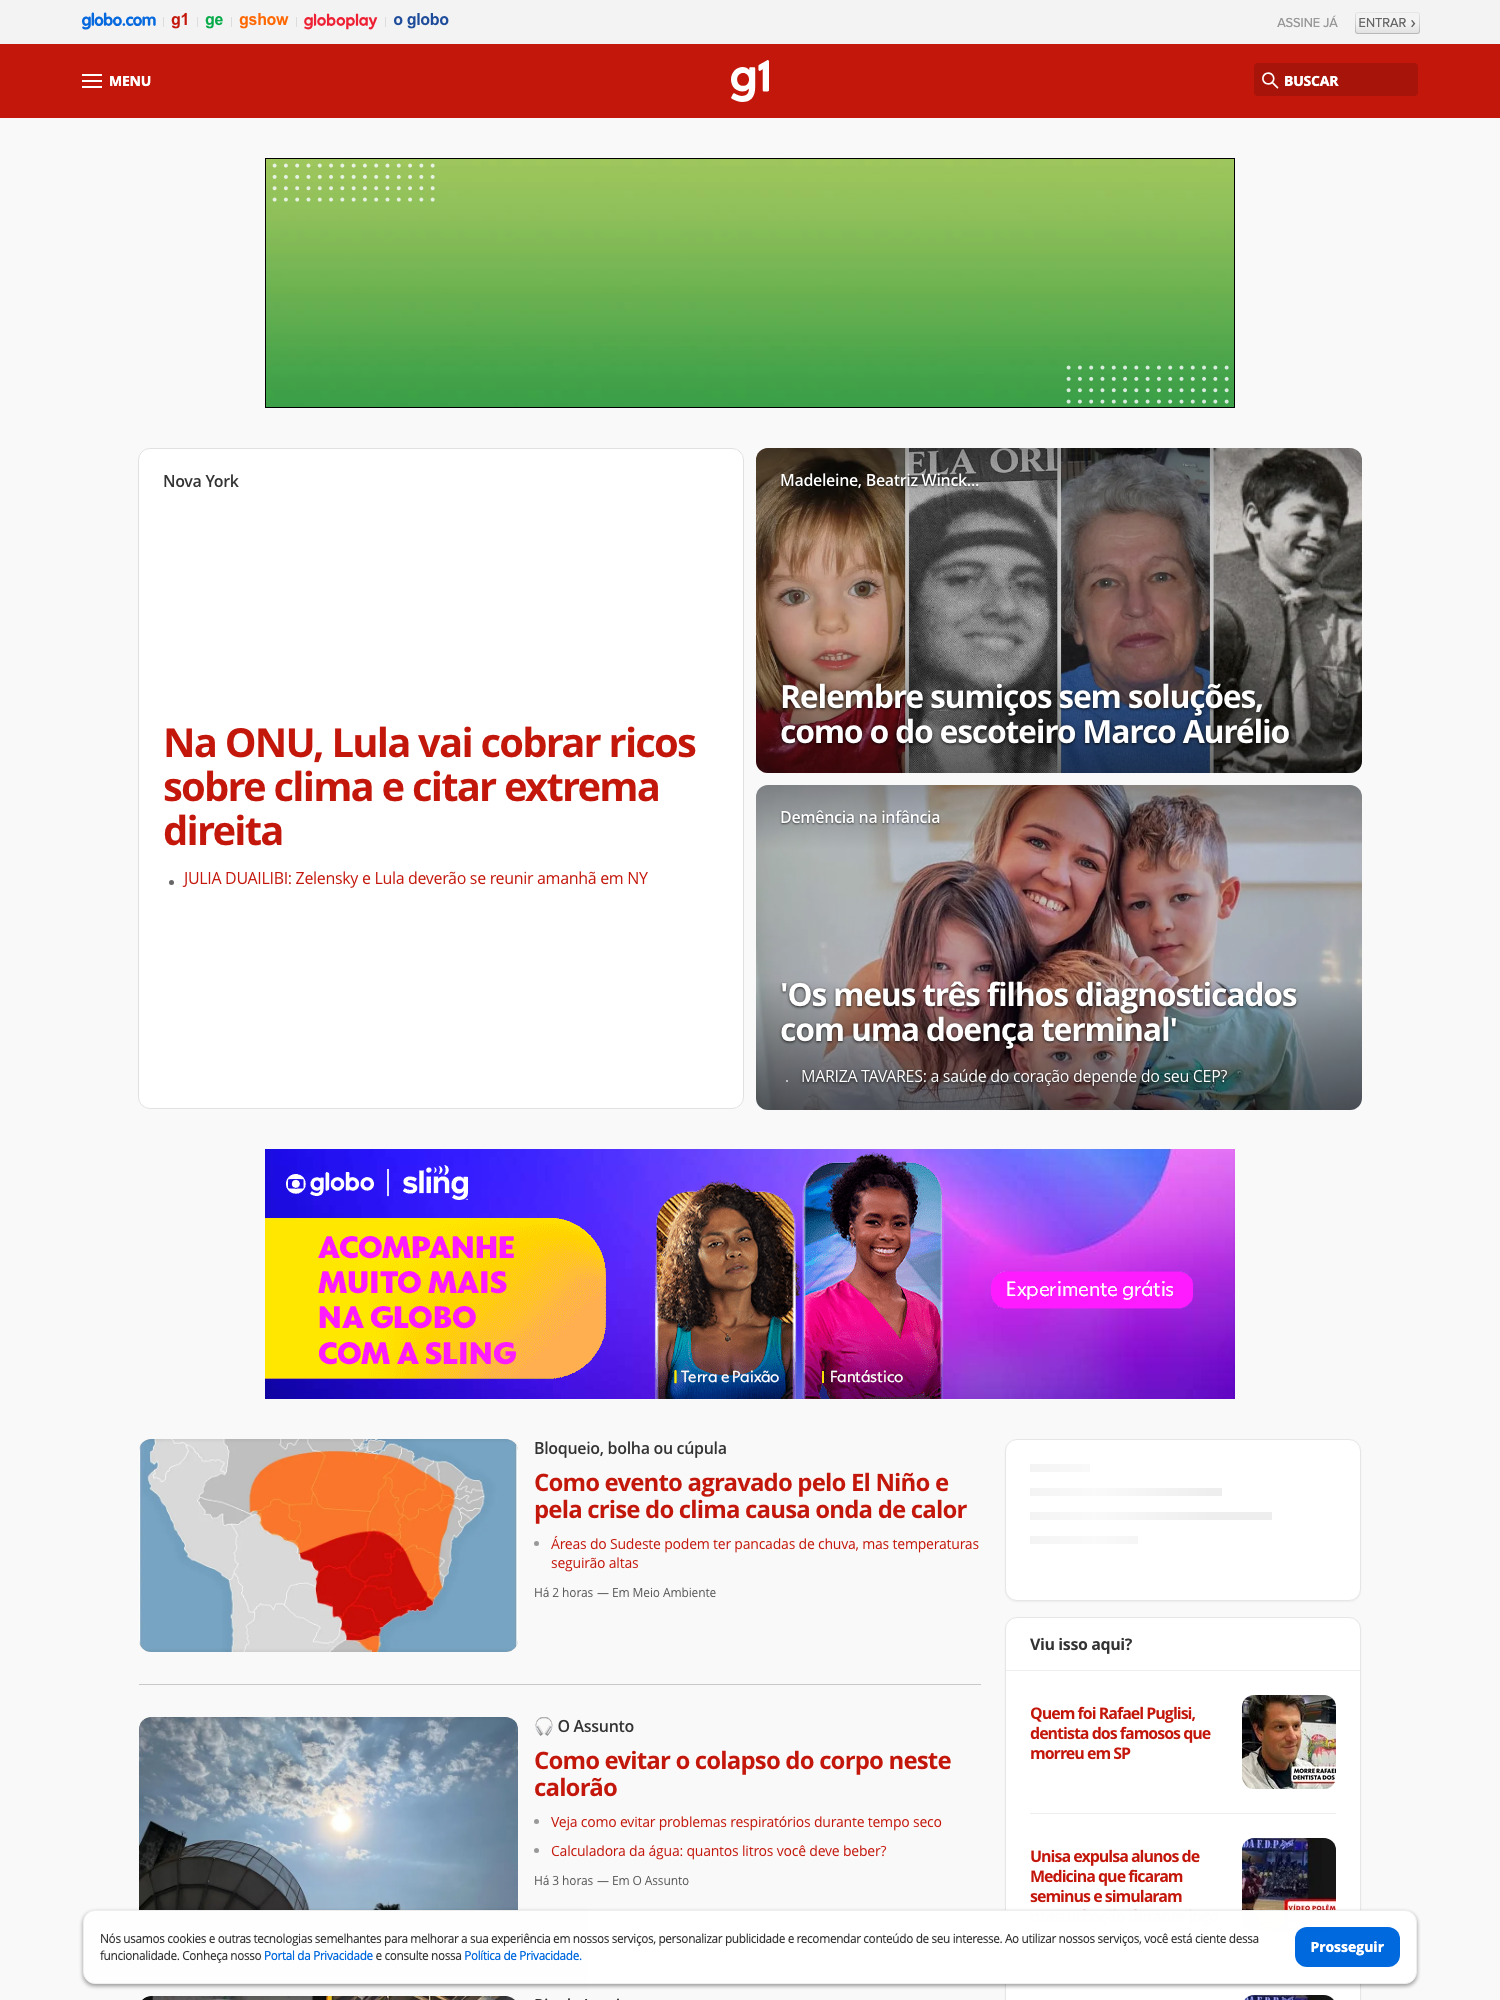 globo.com g1 ge gshow globoplay o globo
ASSINE JÁ ENTRAR ›
MENU
g1
BUSCAR
Nova York
Na ONU, Lula vai cobrar ricos
sobre clima e citar extrema
direita
• JULIA DUAILIBI: Zelensky e Lula deverão se reunir amanhã em NY
Madeleine, Beatriz Winck...
Relembre sumiços sem soluções,
como o do escoteiro Marco Aurélio
Demência na infância
'Os meus três filhos diagnosticados
com uma doença terminal'
. MARIZA TAVARES: a saúde do coração depende do seu CEP?
globo | sling
ACOMPANHE
MUITO MAIS
NA GLOBO
COM A SLING
Terra e Paixão
Fantástico
Experimente grátis
Bloqueio, bolha ou cúpula
Como evento agravado pelo El Niño e
pela crise do clima causa onda de calor
• Áreas do Sudeste podem ter pancadas de chuva, mas temperaturas
seguirão altas
Há 2 horas — Em Meio Ambiente
O Assunto
Como evitar o colapso do corpo neste
calorão
• Veja como evitar problemas respiratórios durante tempo seco
• Calculadora da água: quantos litros você deve beber?
Há 3 horas — Em O Assunto
Viu isso aqui?
Quem foi Rafael Puglisi,
dentista dos famosos que
morreu em SP
MORRE RAFAEL
DENTISTA DOS
Unisa expulsa alunos de
Medicina que ficaram
seminus e simularam
Nós usamos cookies e outras tecnologias semelhantes para melhorar a sua experiência em nossos serviços, personalizar publicidade e recomendar conteúdo de seu interesse. Ao utilizar nossos serviços, você está ciente dessa
funcionalidade. Conheça nosso Portal da Privacidade e consulte nossa Política de Privacidade.
Prosseguir